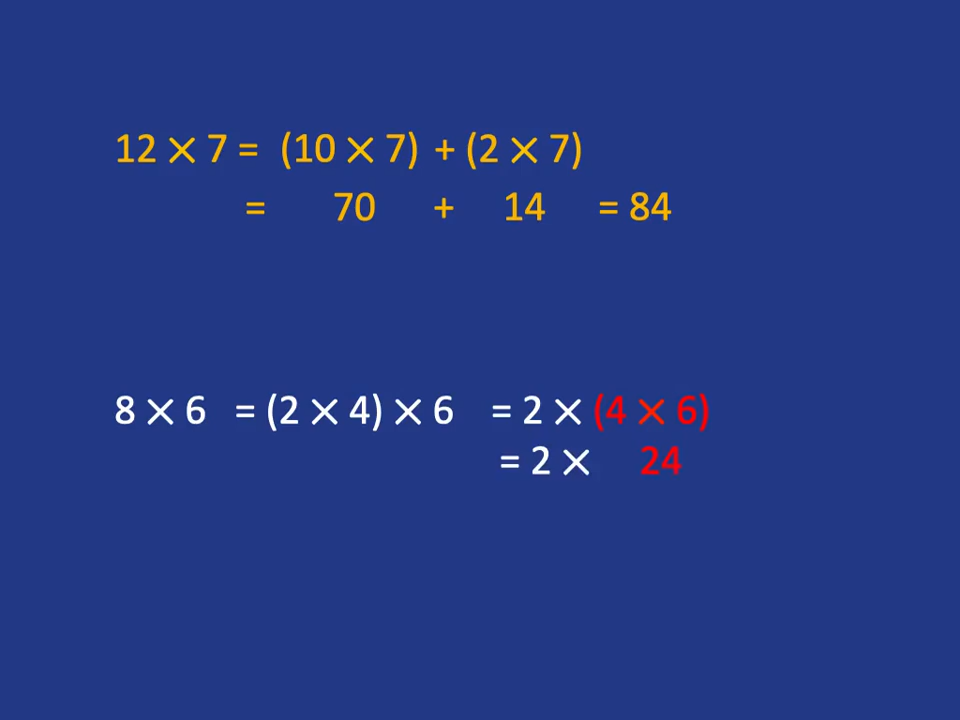 12 × 7 = (10 × 7) + (2 × 7)
= 70 + 14 = 84
8 × 6 = (2 × 4) × 6 = 2 × (4 × 6)
= 2 × 24